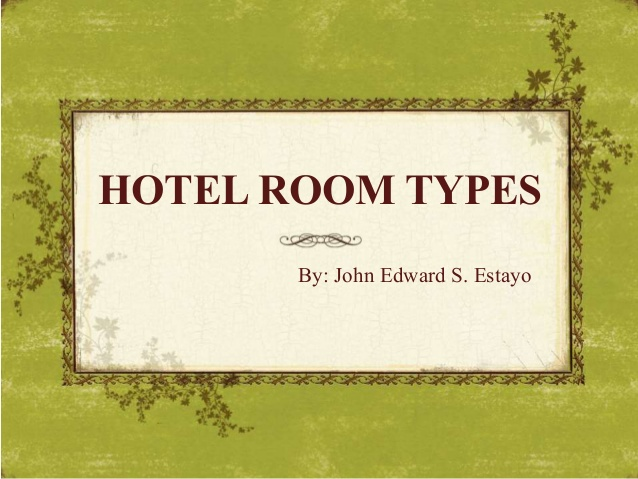 HOTEL ROOM TYPES
By: John Edward S. Estayo